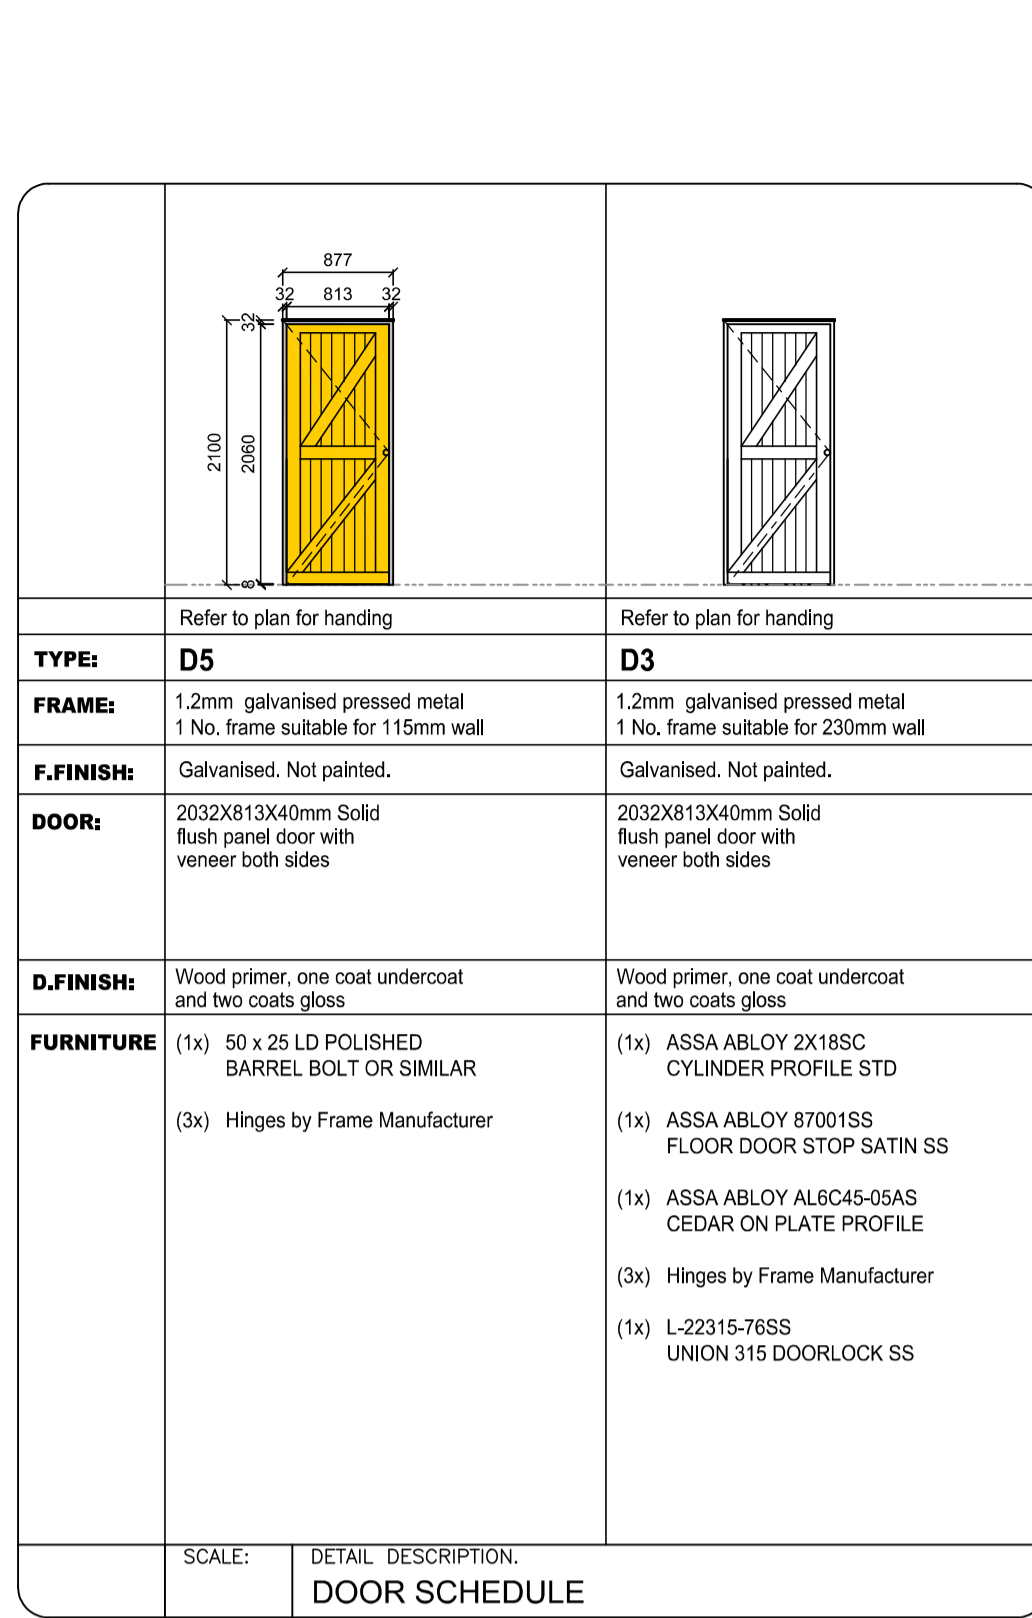 877
32 813 32
32
2100
2060
8
Refer to plan for handing
Refer to plan for handing
TYPE:
D5
D3
FRAME:
1.2mm galvanised pressed metal
1 No. frame suitable for 115mm wall
1.2mm galvanised pressed metal
1 No. frame suitable for 230mm wall
F.FINISH:
Galvanised. Not painted.
Galvanised. Not painted.
DOOR:
2032X813X40mm Solid
flush panel door with
veneer both sides
2032X813X40mm Solid
flush panel door with
veneer both sides
D.FINISH:
Wood primer, one coat undercoat
and two coats gloss
Wood primer, one coat undercoat
and two coats gloss
FURNITURE
(1x) 50 x 25 LD POLISHED
BARREL BOLT OR SIMILAR
(3x) Hinges by Frame Manufacturer
(1x) ASSA ABLOY 2X18SC
CYLINDER PROFILE STD
(1x) ASSA ABLOY 87001SS
FLOOR DOOR STOP SATIN SS
(1x) ASSA ABLOY AL6C45-05AS
CEDAR ON PLATE PROFILE
(3x) Hinges by Frame Manufacturer
(1x) L-22315-76SS
UNION 315 DOORLOCK SS
SCALE:
DETAIL DESCRIPTION.
DOOR SCHEDULE